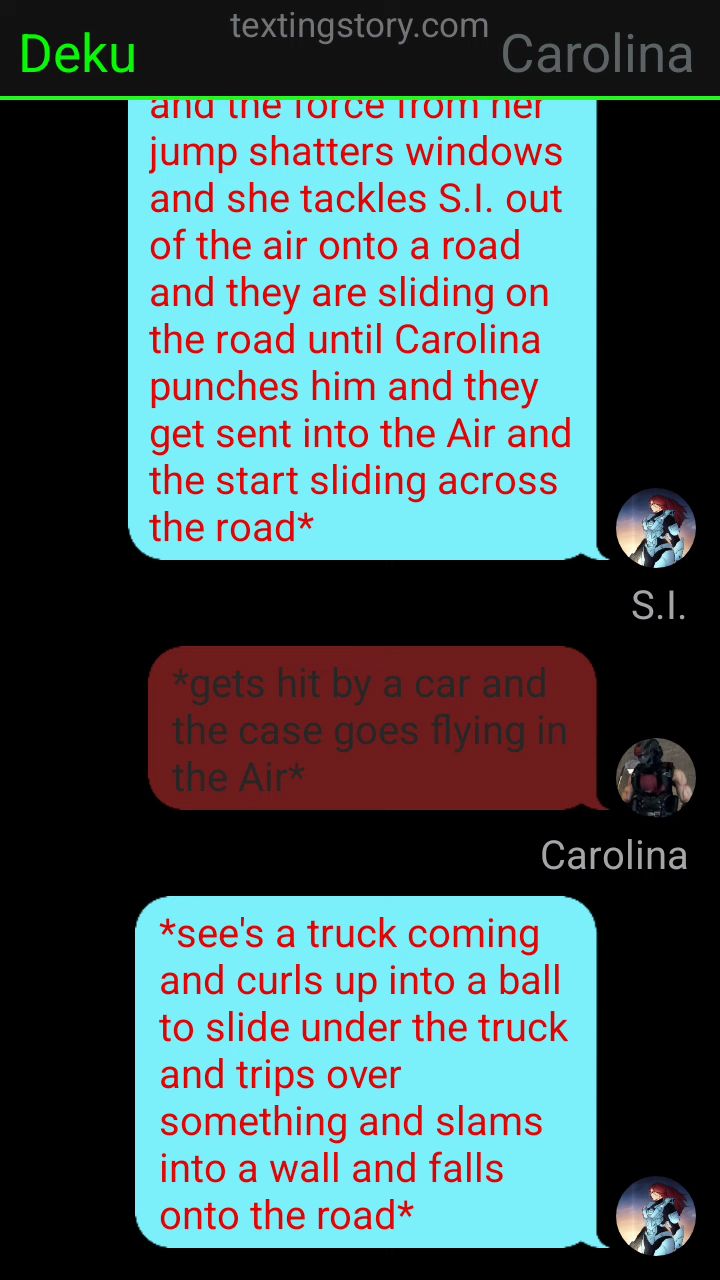 textingstory.com
Deku
Carolina
and the force from her
jump shatters windows
and she tackles S.I. out
of the air onto a road
and they are sliding on
the road until Carolina
punches him and they
get sent into the Air and
the start sliding across
the road*
S.I.
*gets hit by a car and
the case goes flying in
the Air*
Carolina
*see's a truck coming
and curls up into a ball
to slide under the truck
and trips over
something and slams
into a wall and falls
onto the road*